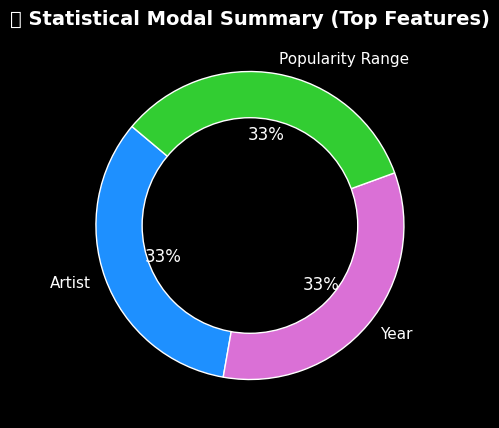 ▯ Statistical Modal Summary (Top Features)
Popularity Range
33%
33%
Artist
33%
Year